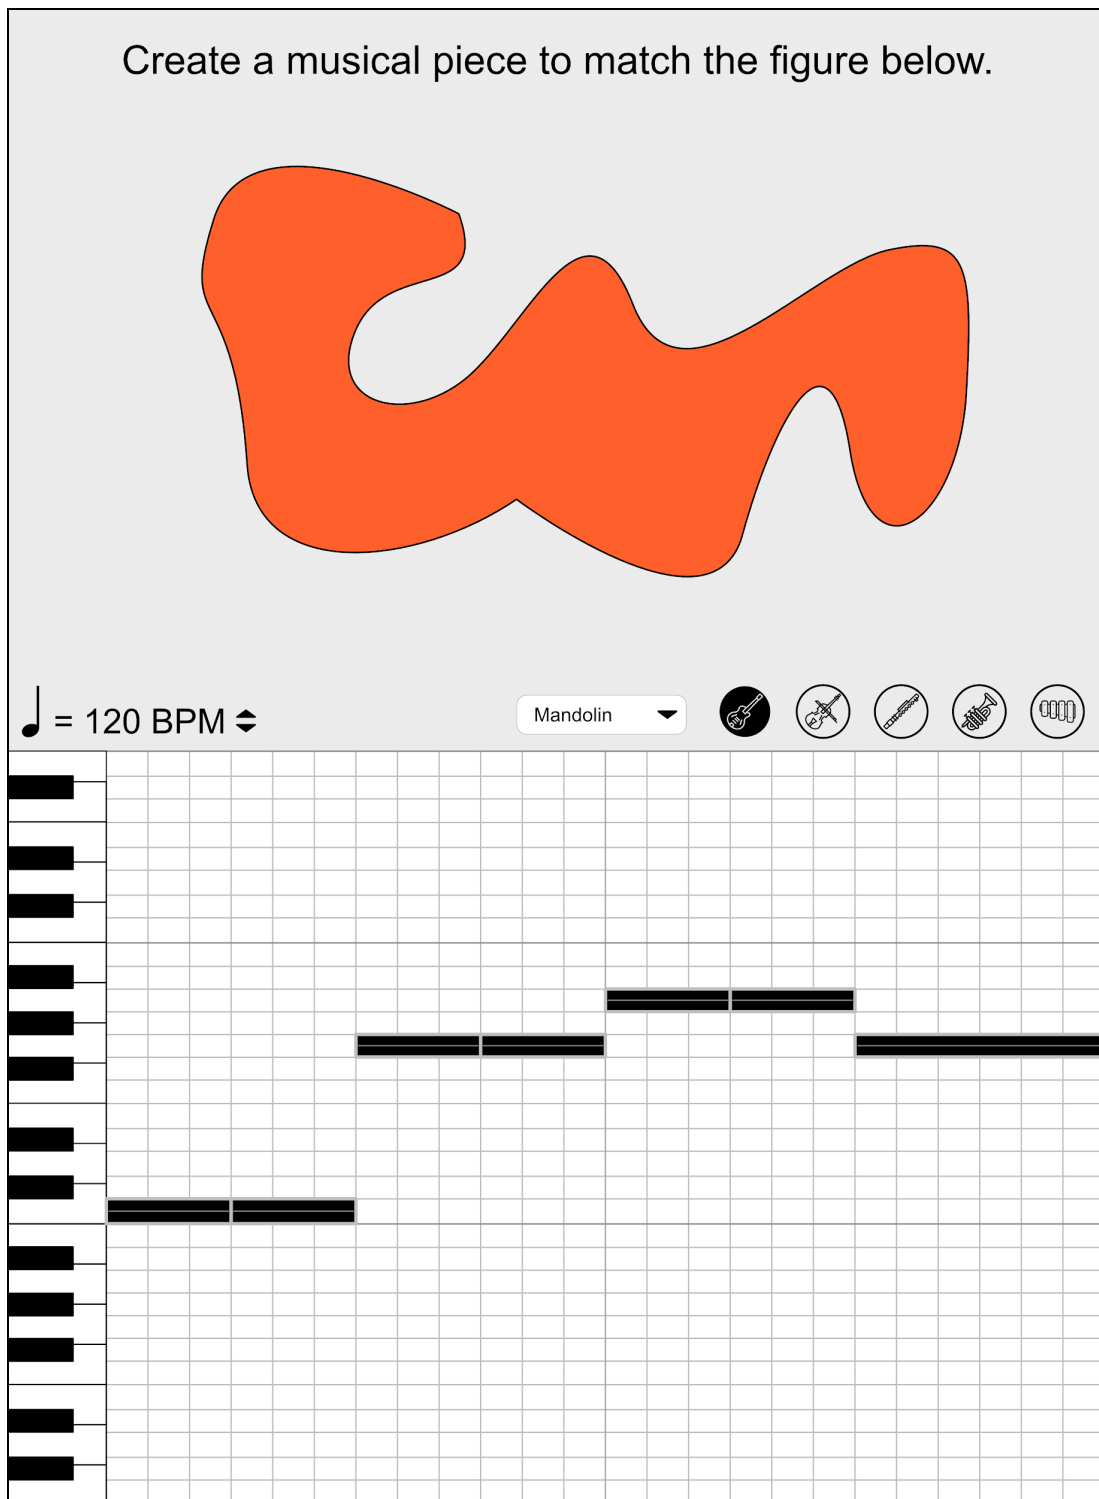 Create a musical piece to match the figure below.
= 120 BPM
Mandolin